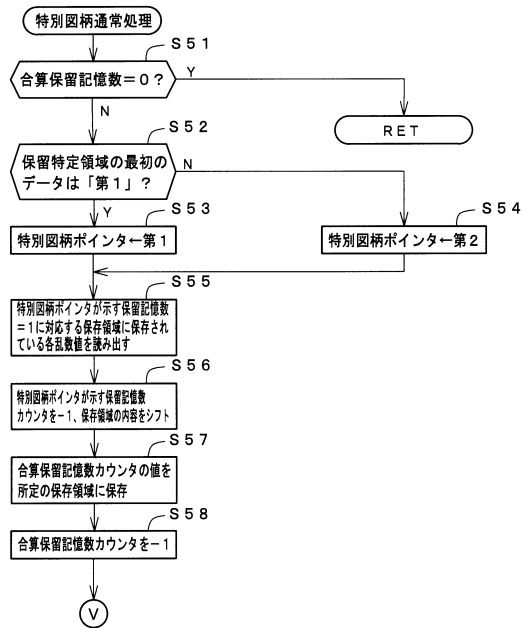 特別図柄通常処理
S51
合算保留記憶数=0?
Y
N
RET
S52
保留特定領域の最初の
データは「第1」?
N
Y
S53
S54
特別図柄ポインタ←第1
特別図柄ポインタ←第2
S55
特別図柄ポインタが示す保留記憶数
=1に対応する保存領域に保存され
ている各乱数値を読み出す
S56
特別図柄ポインタが示す保留記憶数
カウンタを-1、保存領域の内容をシフト
S57
合算保留記憶数カウンタの値を
所定の保存領域に保存
S58
合算保留記憶数カウンタを-1
V